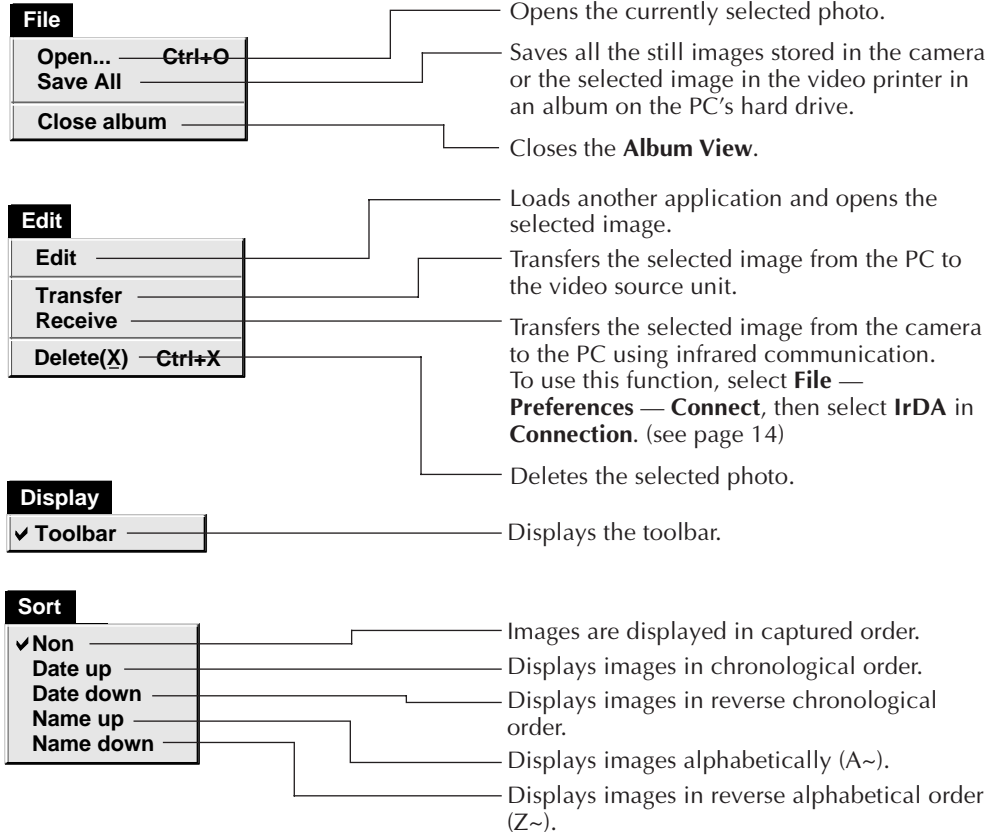 File
Opens the currently selected photo.
Open... Ctrl+O
Save All
Saves all the still images stored in the camera
or the selected image in the video printer in
an album on the PC's hard drive.
Close album
Closes the Album View.
Edit
Loads another application and opens the
selected image.
Edit
Transfers the selected image from the PC to
the video source unit.
Transfer
Receive
Transfers the selected image from the camera
to the PC using infrared communication.
To use this function, select File —
Preferences — Connect, then select IrDA in
Connection. (see page 14)
Delete(X) Ctrl+X
Deletes the selected photo.
Display
✔ Toolbar
Displays the toolbar.
Sort
✔ Non
Images are displayed in captured order.
Date up
Displays images in chronological order.
Date down
Displays images in reverse chronological
order.
Name up
Displays images alphabetically (A~).
Name down
Displays images in reverse alphabetical order
(Z~).